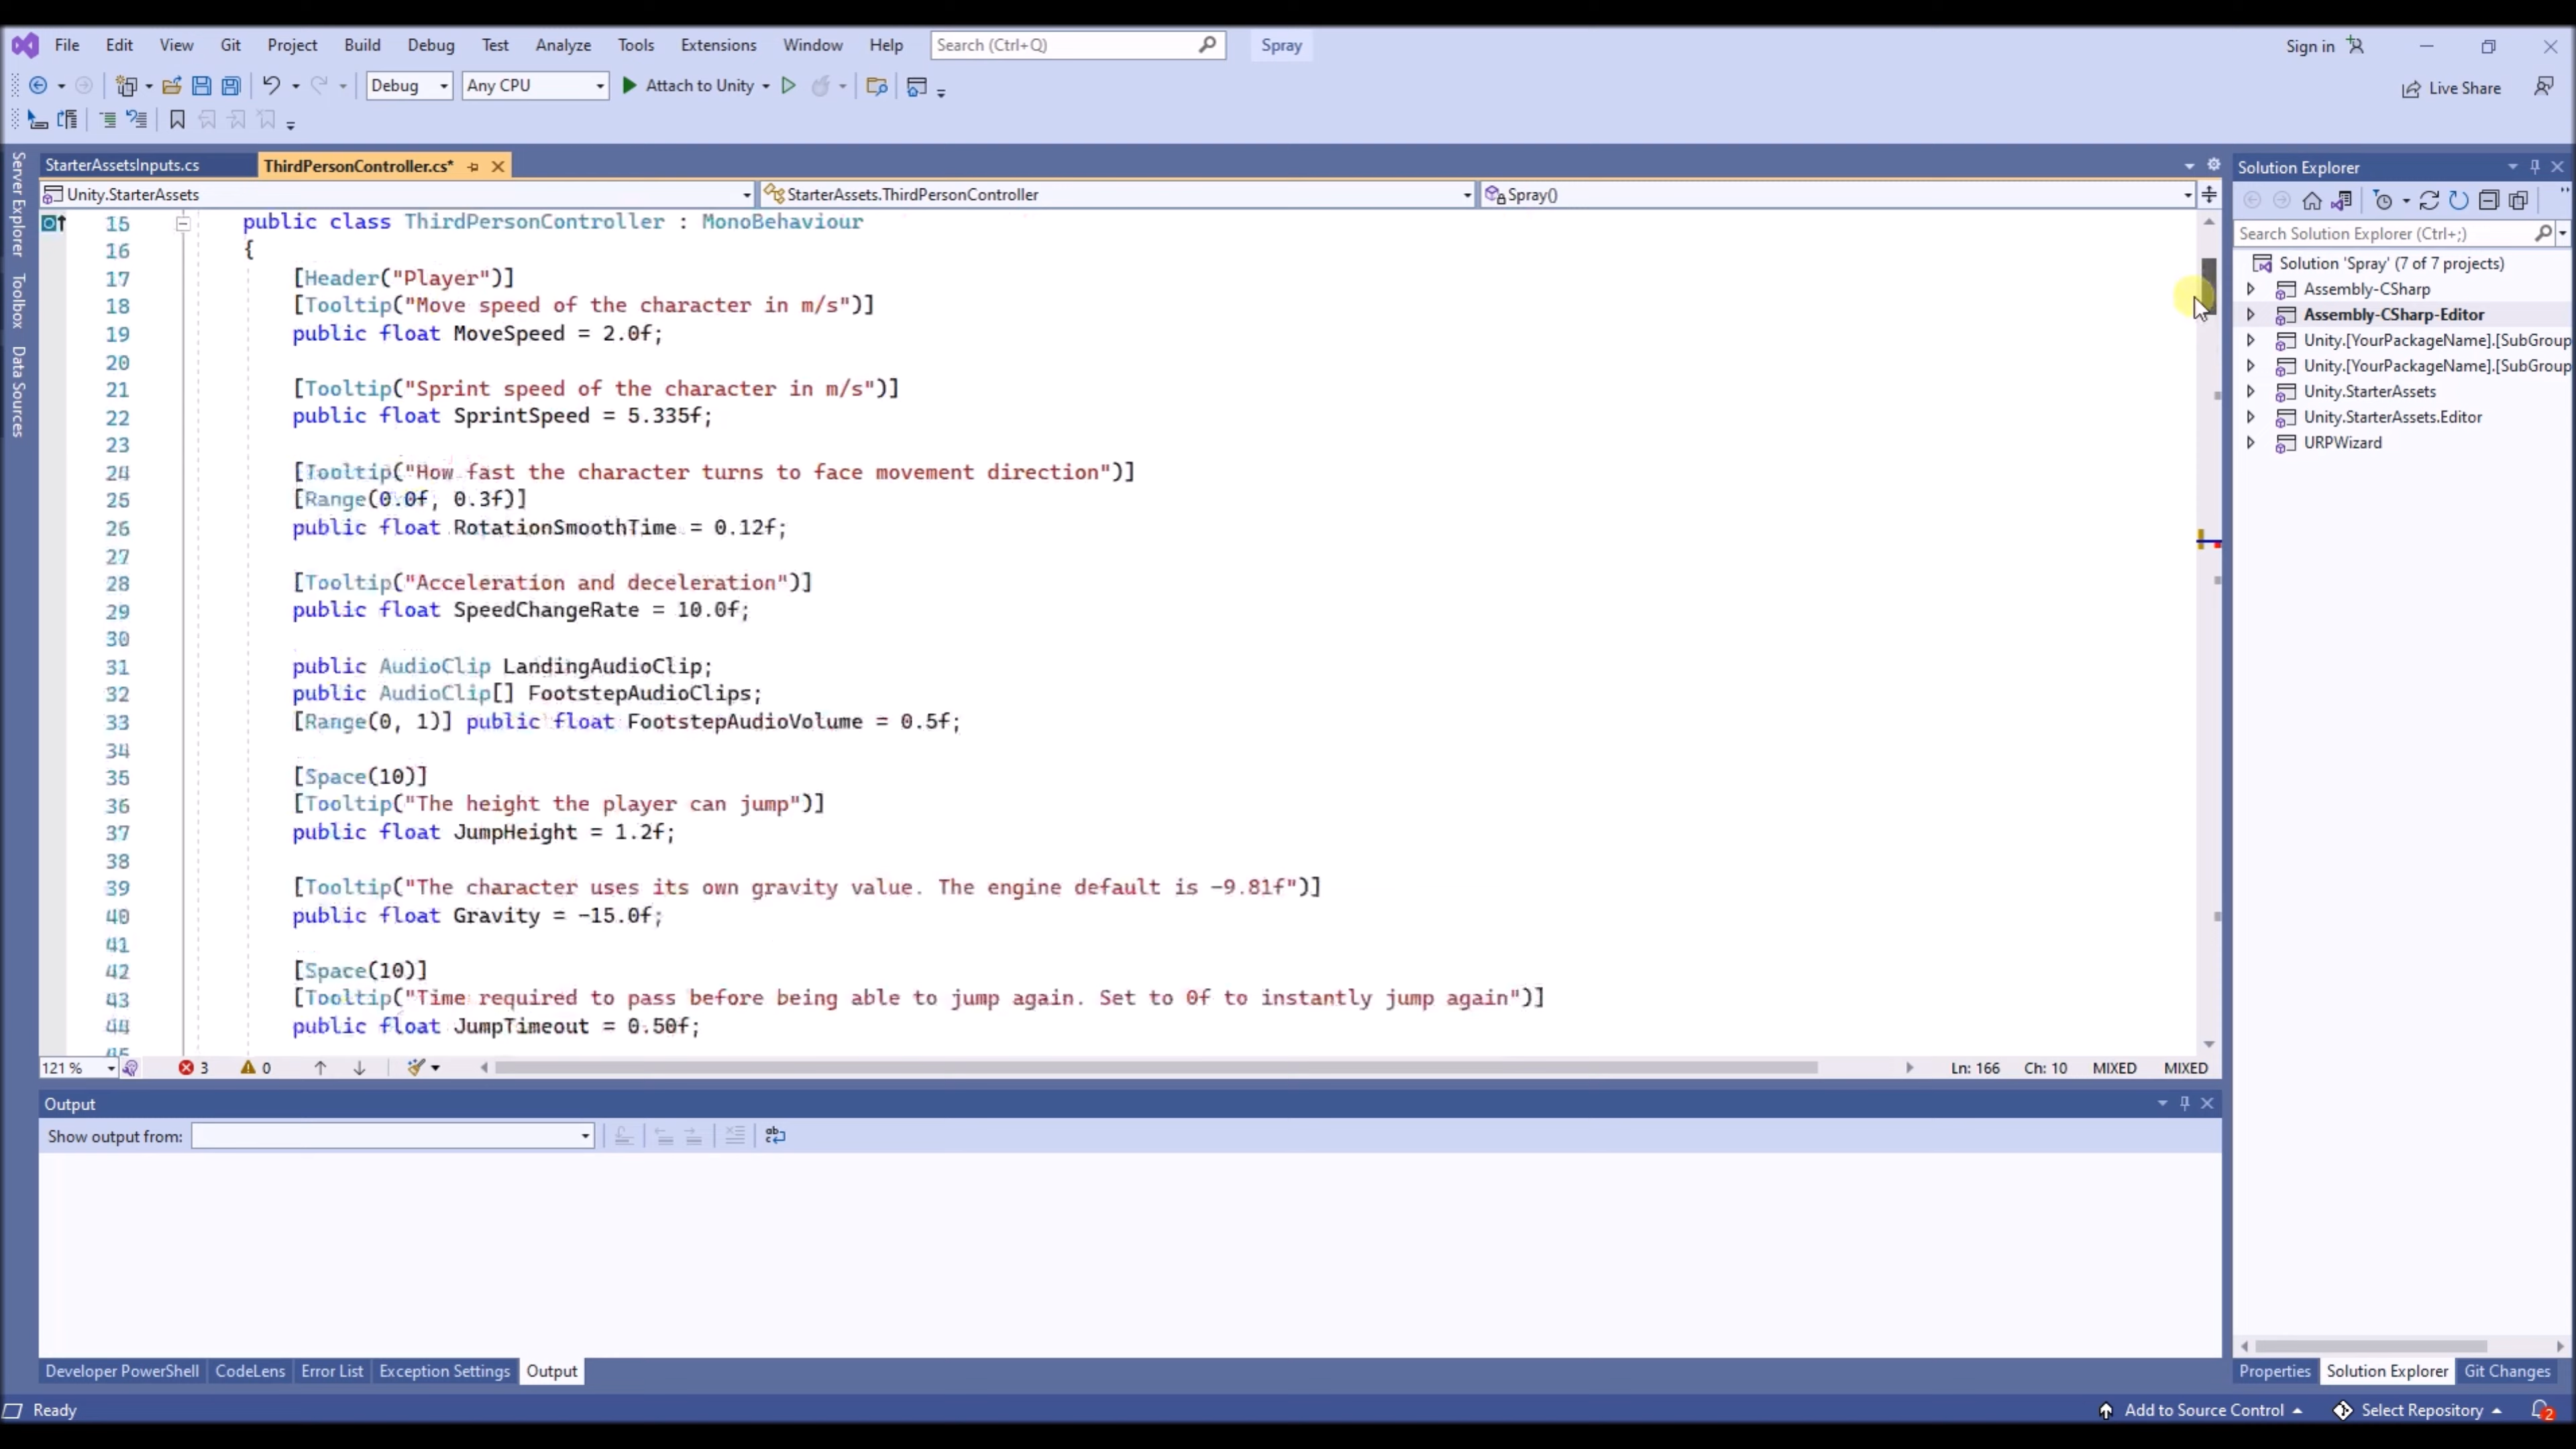 File Edit View Git Project Build Debug Test Analyze Tools Extensions Window Help Search (Ctrl+Q) Spray Sign in
Debug Any CPU Attach to Unity Live Share
StarterAssetsInputs.cs ThirdPersonController.cs*
Unity.StarterAssets StarterAssets.ThirdPersonController Spray()
Server Explorer
Toolbox
Data Sources
15 public class ThirdPersonController : MonoBehaviour
16 {
17 [Header("Player")]
18 [Tooltip("Move speed of the character in m/s")]
19 public float MoveSpeed = 2.0f;
20
21 [Tooltip("Sprint speed of the character in m/s")]
22 public float SprintSpeed = 5.335f;
23
24 [Tooltip("How fast the character turns to face movement direction")]
25 [Range(0.0f, 0.3f)]
26 public float RotationSmoothTime = 0.12f;
27
28 [Tooltip("Acceleration and deceleration")]
29 public float SpeedChangeRate = 10.0f;
30
31 public AudioClip LandingAudioClip;
32 public AudioClip[] FootstepAudioClips;
33 [Range(0, 1)] public float FootstepAudioVolume = 0.5f;
34
35 [Space(10)]
36 [Tooltip("The height the player can jump")]
37 public float JumpHeight = 1.2f;
38
39 [Tooltip("The character uses its own gravity value. The engine default is -9.81f")]
40 public float Gravity = -15.0f;
41
42 [Space(10)]
43 [Tooltip("Time required to pass before being able to jump again. Set to 0f to instantly jump again")]
44 public float JumpTimeout = 0.50f;
45
121 % 3 0 Ln: 166 Ch: 10 MIXED MIXED
Output
Show output from:
Developer PowerShell CodeLens Error List Exception Settings Output
Solution Explorer
Search Solution Explorer (Ctrl+;)
Solution 'Spray' (7 of 7 projects)
Assembly-CSharp
Assembly-CSharp-Editor
Unity.[YourPackageName].[SubGroup
Unity.[YourPackageName].[SubGroup
Unity.StarterAssets
Unity.StarterAssets.Editor
URPWizard
Properties Solution Explorer Git Changes
Ready Add to Source Control Select Repository 2